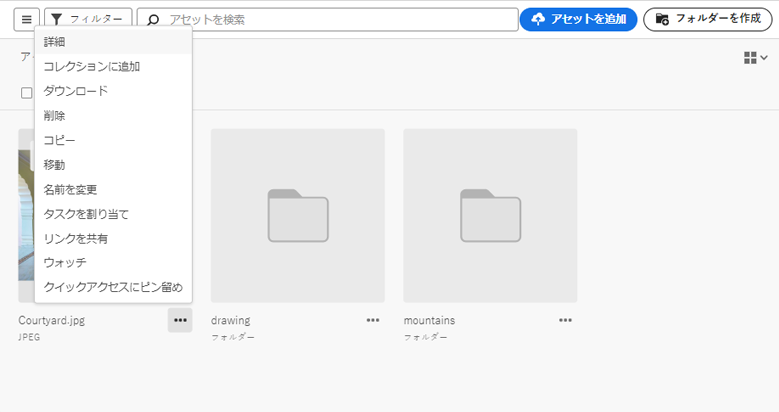 フィルター
アセットを検索
アセットを追加
フォルダーを作成
詳細
コレクションに追加
ダウンロード
削除
コピー
移動
名前を変更
タスクを割り当て
リンクを共有
ウォッチ
クイックアクセスにピン留め
Courtyard.jpg
JPEG
drawing
フォルダー
mountains
フォルダー